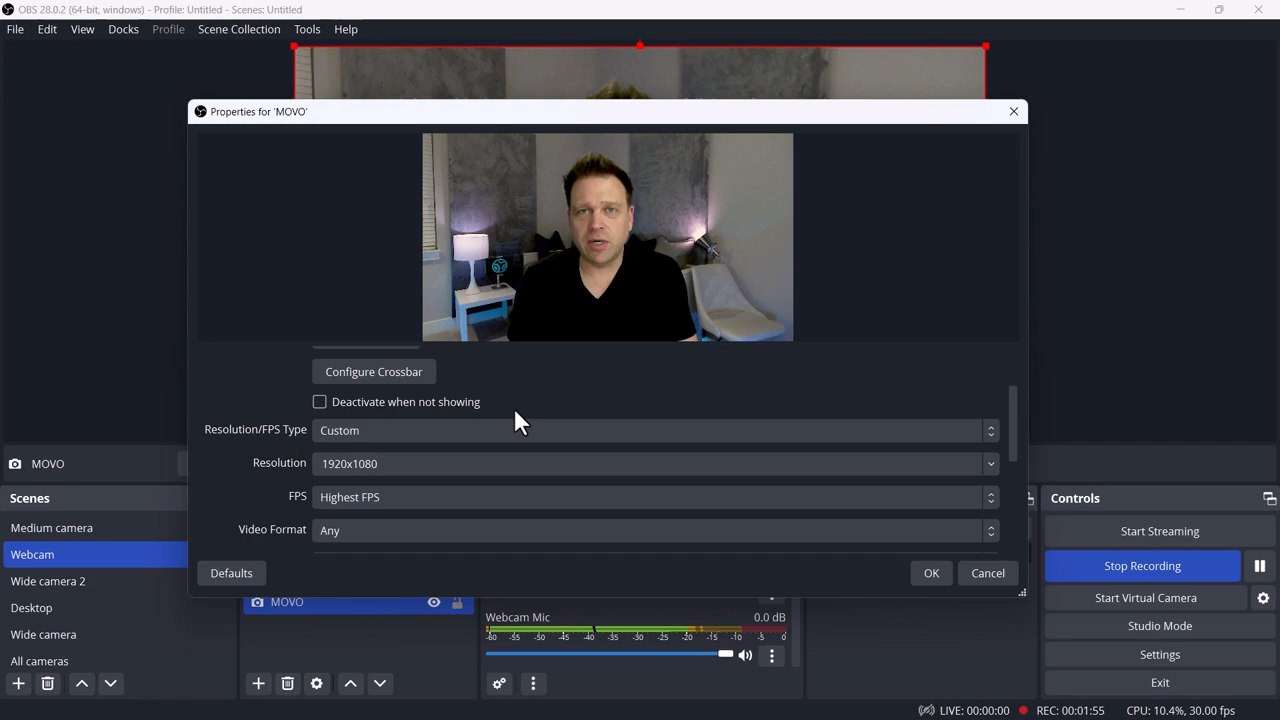 OBS 28.0.2 (64-bit, windows) - Profile: Untitled - Scenes: Untitled
File Edit View Docks Profile Scene Collection Tools Help
Properties for 'MOVO'
Configure Crossbar
Deactivate when not showing
Resolution/FPS Type Custom
Resolution 1920x1080
FPS Highest FPS
Video Format Any
Defaults OK Cancel
MOVO
Scenes
Medium camera
Webcam
Wide camera 2
Desktop
Wide camera
All cameras
MOVO
Webcam Mic 0.0 dB
-60 -55 -50 -45 -40 -35 -30 -25 -20 -15 -10 -5 0
Controls
Start Streaming
Stop Recording
Start Virtual Camera
Studio Mode
Settings
Exit
LIVE: 00:00:00 REC: 00:01:55 CPU: 10.4%, 30.00 fps